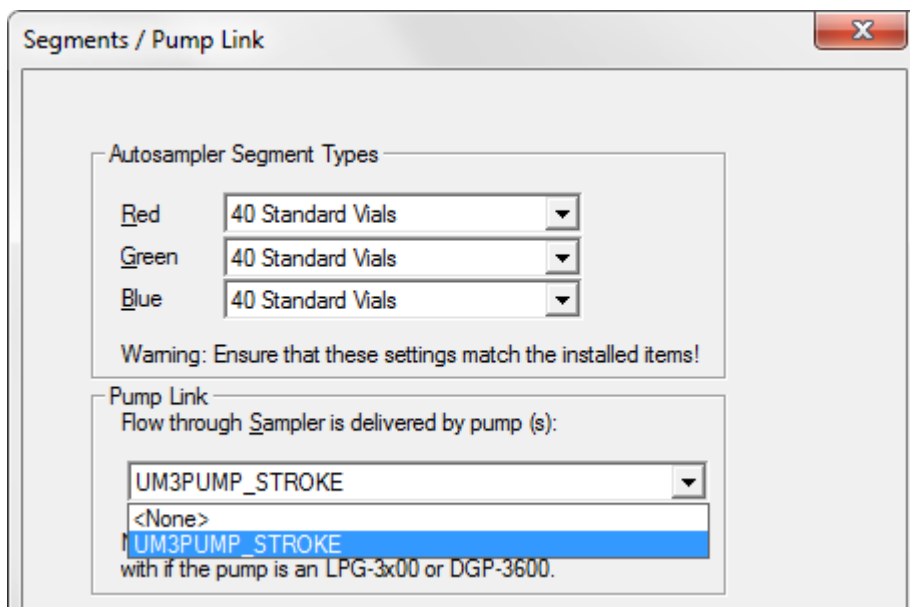 Segments / Pump Link
Autosampler Segment Types
Red 40 Standard Vials
Green 40 Standard Vials
Blue 40 Standard Vials
Warning: Ensure that these settings match the installed items!
Pump Link
Flow through Sampler is delivered by pump (s):
UM3PUMP_STROKE
<None>
UM3PUMP_STROKE
with if the pump is an LPG-3x00 or DGP-3600.